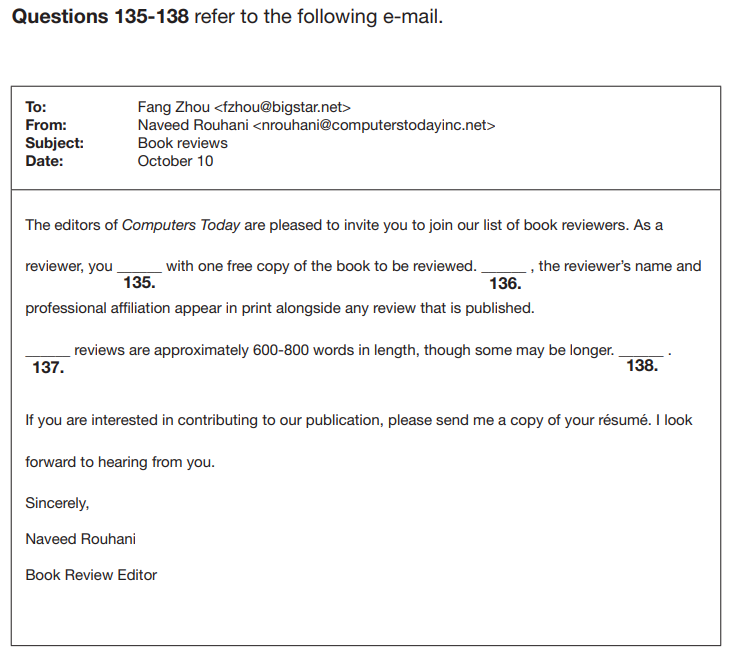 Questions 135-138 refer to the following e-mail.
To: Fang Zhou <fzhou@bigstar.net>
From: Naveed Rouhani <nrouhani@computerstodayinc.net>
Subject: Book reviews
Date: October 10
The editors of Computers Today are pleased to invite you to join our list of book reviewers. As a
reviewer, you ______ with one free copy of the book to be reviewed. ______ , the reviewer's name and
135. 136.
professional affiliation appear in print alongside any review that is published.
______ reviews are approximately 600-800 words in length, though some may be longer. ______ .
137. 138.
If you are interested in contributing to our publication, please send me a copy of your résumé. I look
forward to hearing from you.
Sincerely,
Naveed Rouhani
Book Review Editor